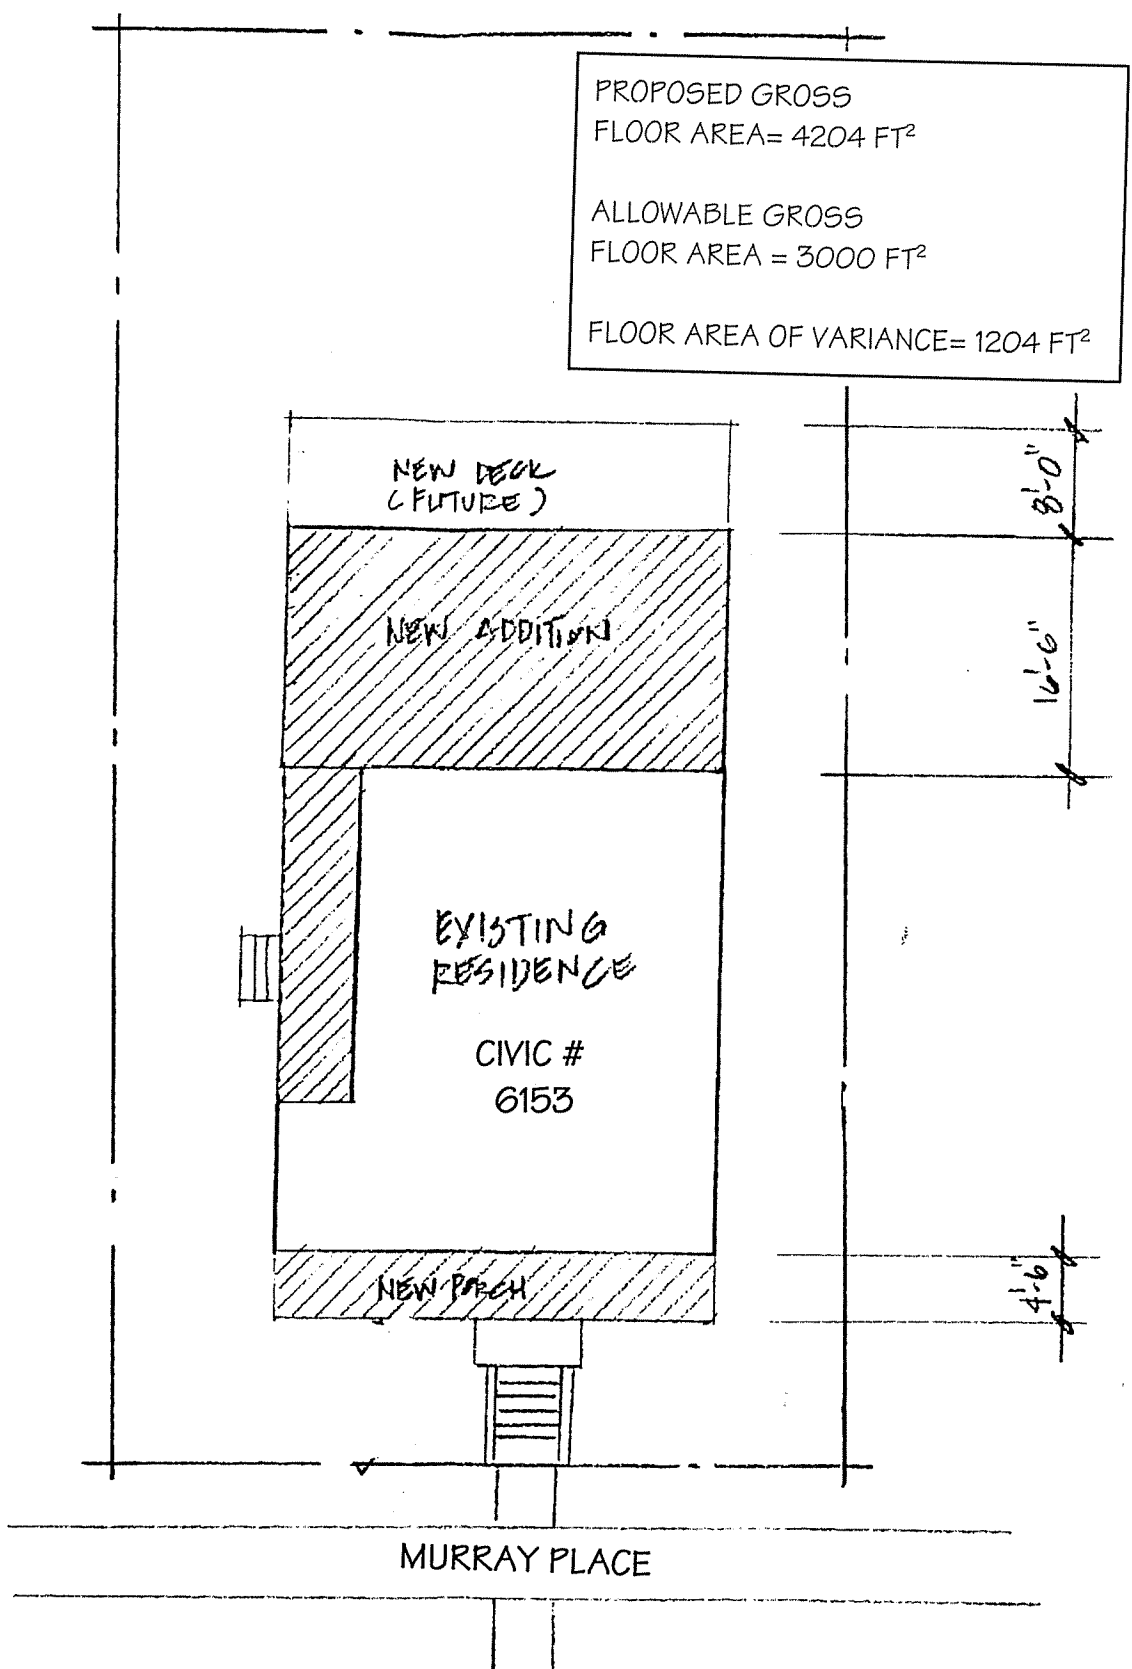 PROPOSED GROSS
FLOOR AREA= 4204 FT²
ALLOWABLE GROSS
FLOOR AREA = 3000 FT²
FLOOR AREA OF VARIANCE= 1204 FT²
NEW DECK
(FUTURE)
8'-0"
NEW ADDITION
16'-6"
EXISTING
RESIDENCE
CIVIC #
6153
NEW PORCH
4'-6"
MURRAY PLACE